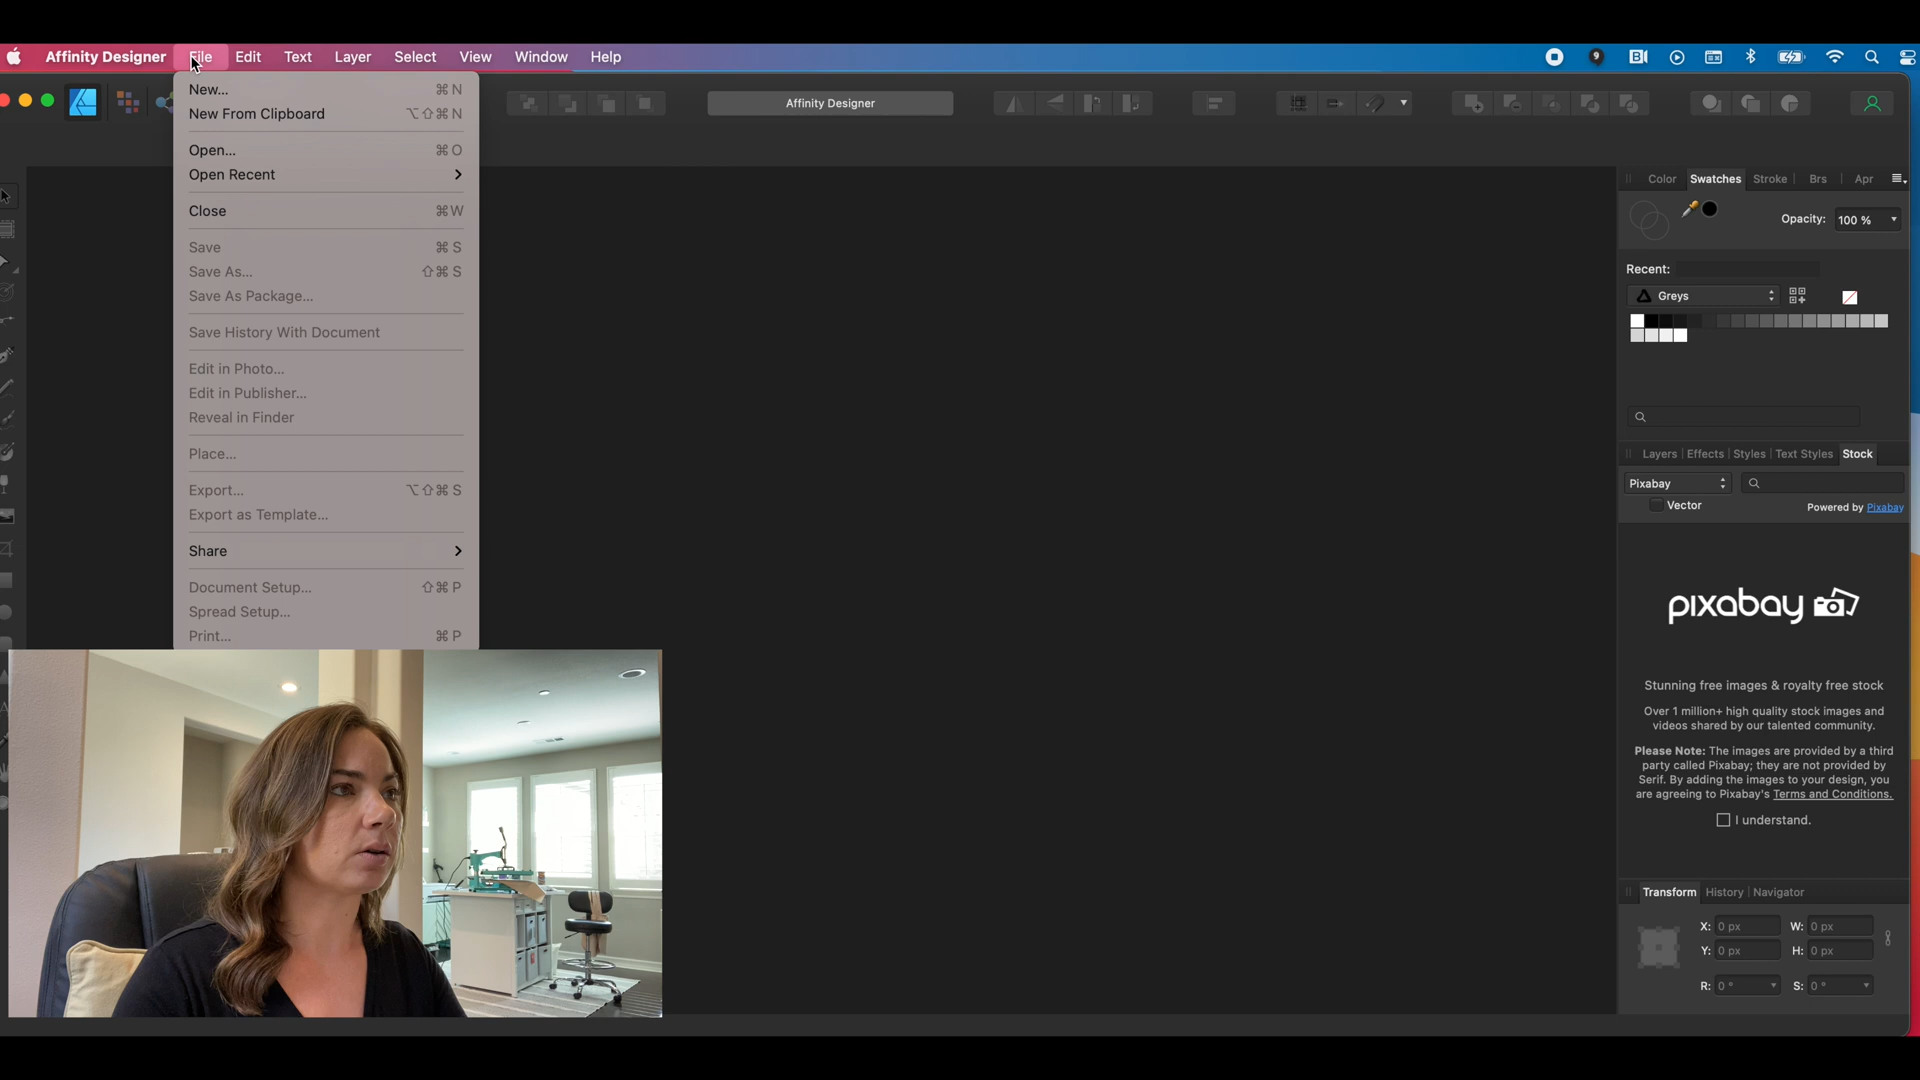 Affinity Designer File Edit Text Layer Select View Window Help
9
New... ⌘ N
New From Clipboard ⌥⇧⌘ N
Open... ⌘ O
Open Recent
Close ⌘ W
Save ⌘ S
Save As... ⇧⌘ S
Save As Package...
Save History With Document
Edit in Photo...
Edit in Publisher...
Reveal in Finder
Place...
Export... ⌥⇧⌘ S
Export as Template...
Share
Document Setup... ⇧⌘ P
Spread Setup...
Print... ⌘ P
Affinity Designer
Color Swatches Stroke Brs Apr
Opacity: 100 %
Recent:
Greys
Layers Effects Styles Text Styles Stock
Pixabay
Vector Powered by Pixabay
pixabay
Stunning free images & royalty free stock
Over 1 million+ high quality stock images and
videos shared by our talented community.
Please Note: The images are provided by a third
party called Pixabay; they are not provided by
Serif. By adding the images to your design, you
are agreeing to Pixabay's Terms and Conditions.
I understand.
Transform History Navigator
X: 0 px W: 0 px
Y: 0 px H: 0 px
R: 0 ° S: 0 °